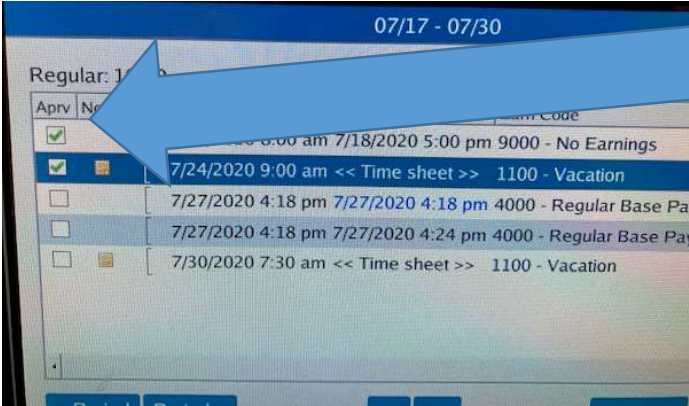 07/17 - 07/30
Regular:
Aprv
Code
am 7/18/2020 5:00 pm 9000 - No Earnings
7/24/2020 9:00 am << Time sheet >> 1100 - Vacation
7/27/2020 4:18 pm 7/27/2020 4:18 pm 4000 - Regular Base
7/27/2020 4:18 pm 7/27/2020 4:24 pm 4000 - Regular Base
7/30/2020 7:30 am << Time sheet >> 1100 - Vacation